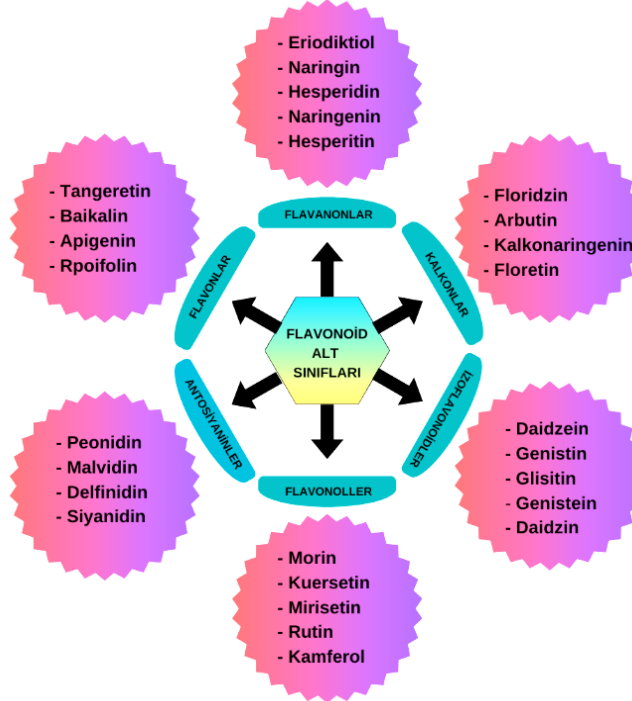 - Eriodiktiol
- Naringin
- Hesperidin
- Naringenin
- Hesperitin
FLAVANONLAR
- Tangeretin
- Baikalin
- Apigenin
- Rpoifolin
FLAVONLAR
- Floridzin
- Arbutin
- Kalkonaringenin
- Floretin
KALKONLAR
FLAVONOİD
ALT
SINIFLARI
- Peonidin
- Malvidin
- Delfinidin
- Siyanidin
ANTOSİYANİNLER
- Daidzein
- Genistin
- Glisitin
- Genistein
- Daidzin
İZOFLAVONOİDLER
FLAVONOLLER
- Morin
- Kuersetin
- Mirisetin
- Rutin
- Kamferol